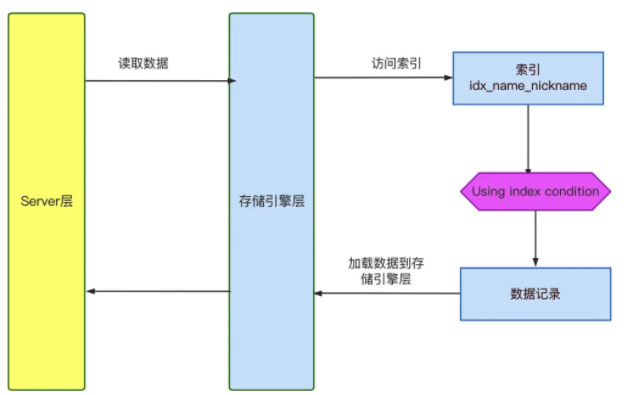 读取数据
访问索引
索引
idx_name_nickname
Server层
存储引擎层
Using index condition
加载数据到存
储引擎层
数据记录